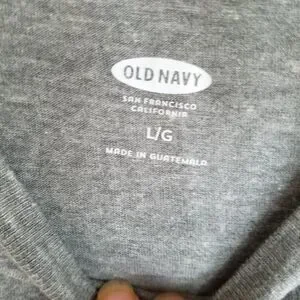 OLD NAVY
SAN FRANCISCO
CALIFORNIA
L/G
MADE IN GUATEMALA